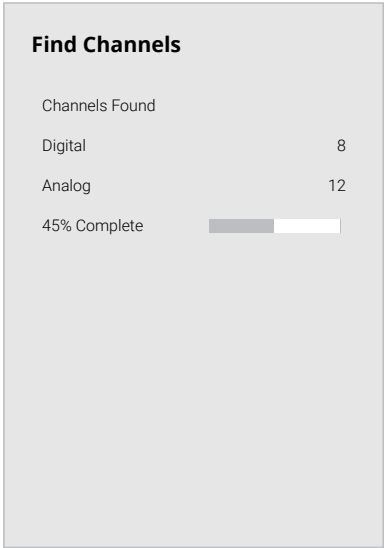 Find Channels
Channels Found
Digital 8
Analog 12
45% Complete